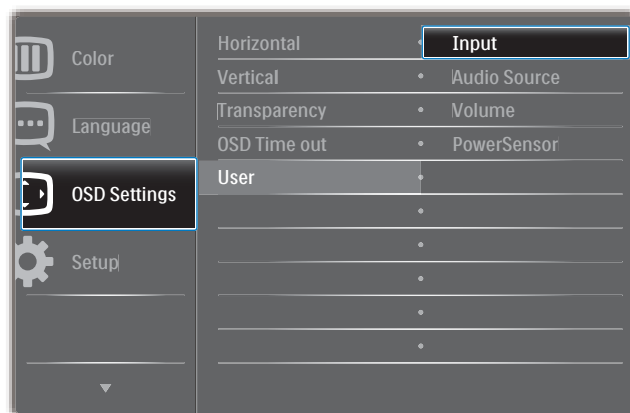 Color
Language
OSD Settings
Setup
Horizontal
Vertical
Transparency
OSD Time out
User
Input
Audio Source
Volume
PowerSensor